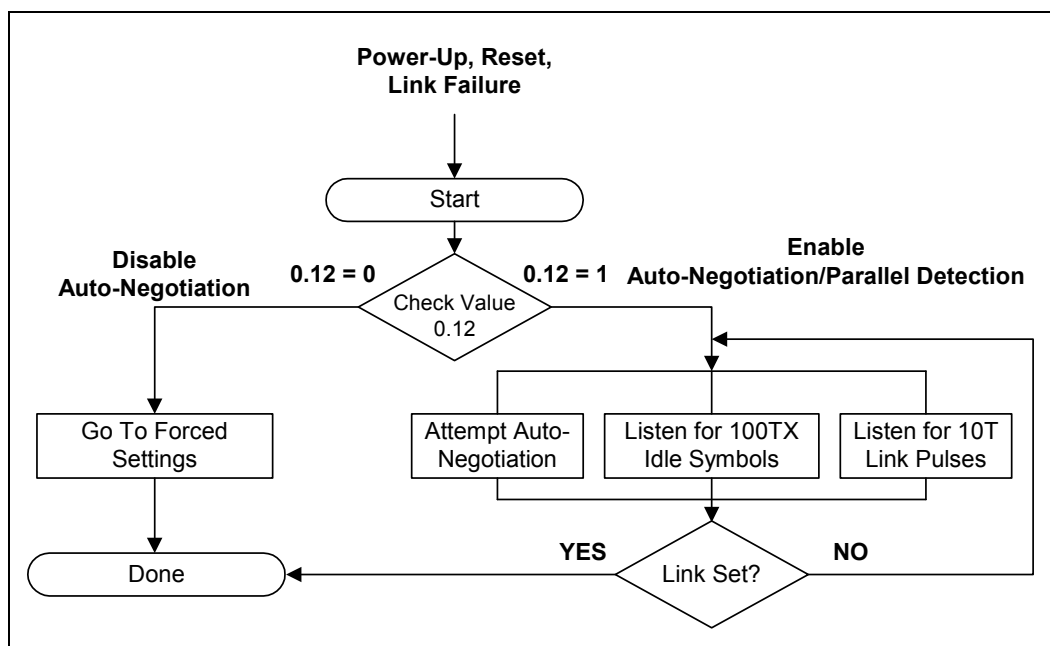 Power-Up, Reset,
Link Failure
Start
Disable
Auto-Negotiation
0.12 = 0
0.12 = 1
Enable
Auto-Negotiation/Parallel Detection
Check Value
0.12
Go To Forced
Settings
Attempt Auto-
Negotiation
Listen for 100TX
Idle Symbols
Listen for 10T
Link Pulses
Done
YES
Link Set?
NO